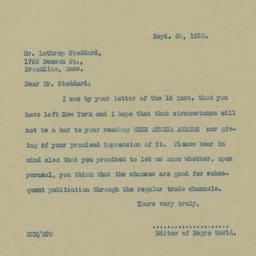 Sept. 30, 1920.
Mr. Lothrop Stoddard,
1768 Beacon St.,
Brookline, Mass.
Dear Mr. Stoddard;
I see by your letter of the 12 inst. that you
have left New York and I hope that that circumstance will
not be a bar to your reading WHEN AFRICA AWAKES nor giv-
ing of your promised impression of it. Please bear in
mind also that you promised to let me know whether, upon
perusal, you think that the chances are good for subse-
quent publication through the regular trade channels.
Yours very truly,
Editor of Negro World.